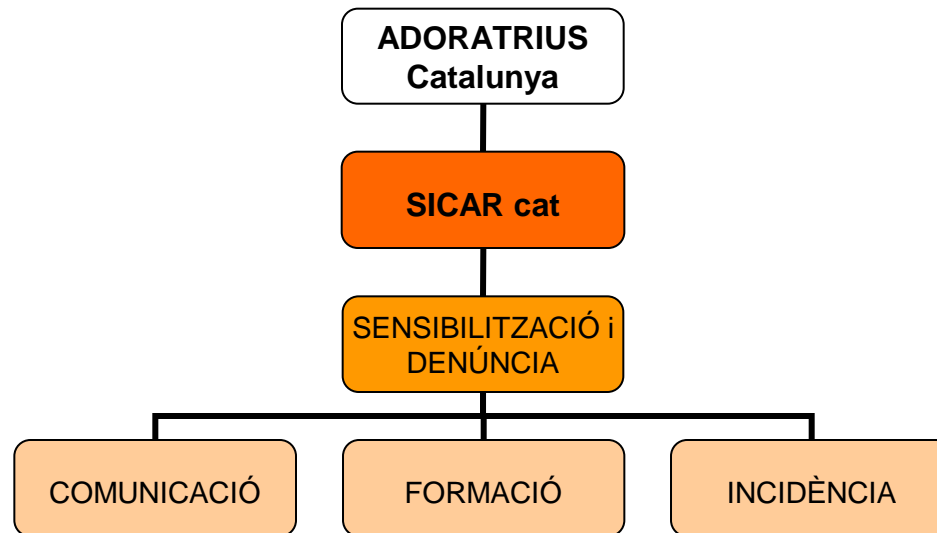 ADORATRIUS
Catalunya
SICAR cat
SENSIBILITZACIÓ i
DENÚNCIA
COMUNICACIÓ
FORMACIÓ
INCIDÈNCIA